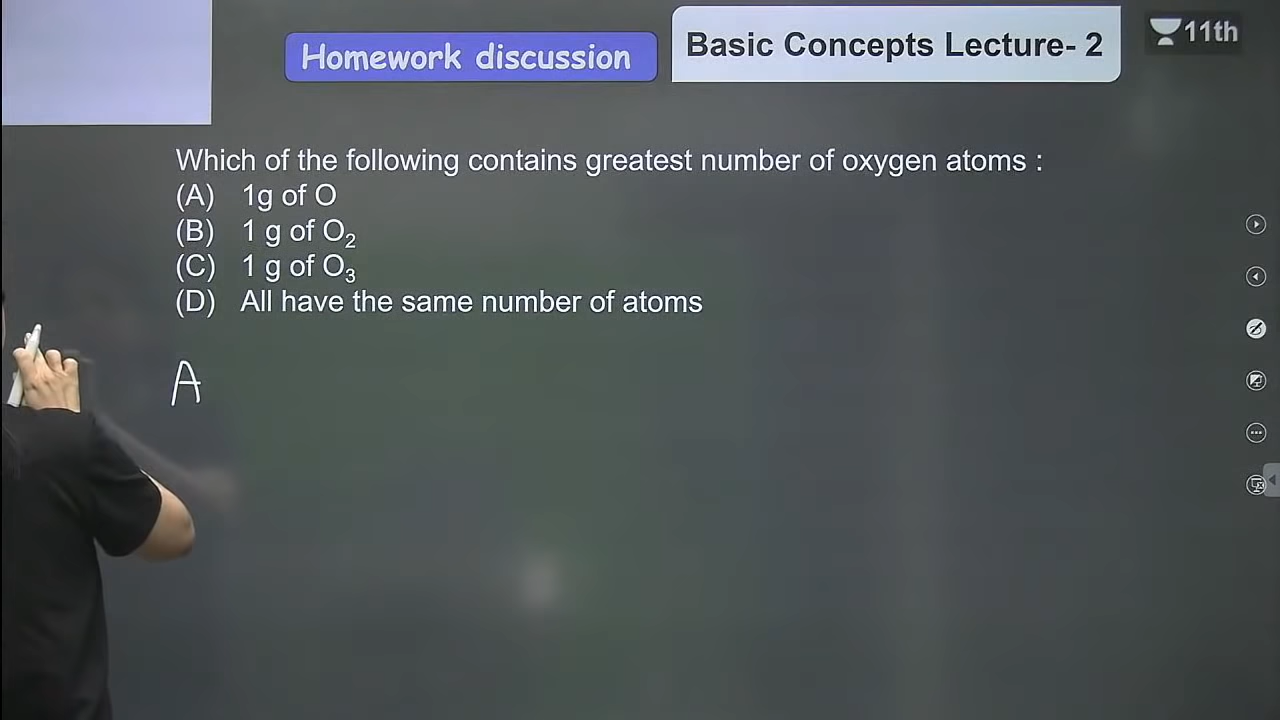 Homework discussion
Basic Concepts Lecture- 2
11th
Which of the following contains greatest number of oxygen atoms :
(A) 1g of O
(B) 1 g of O₂
(C) 1 g of O₃
(D) All have the same number of atoms
A